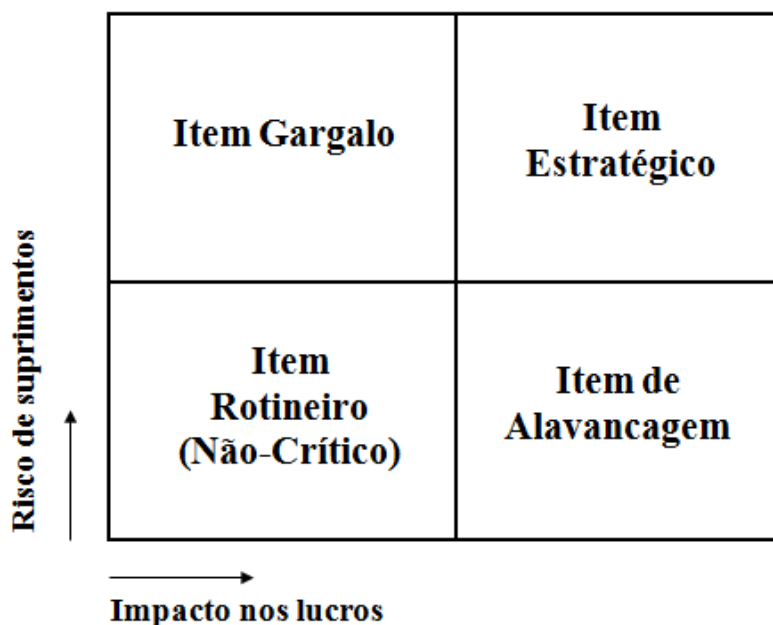 Item Gargalo
Item
Estratégico
Item
Rotineiro
(Não-Crítico)
Item de
Alavancagem
Risco de suprimentos
Impacto nos lucros